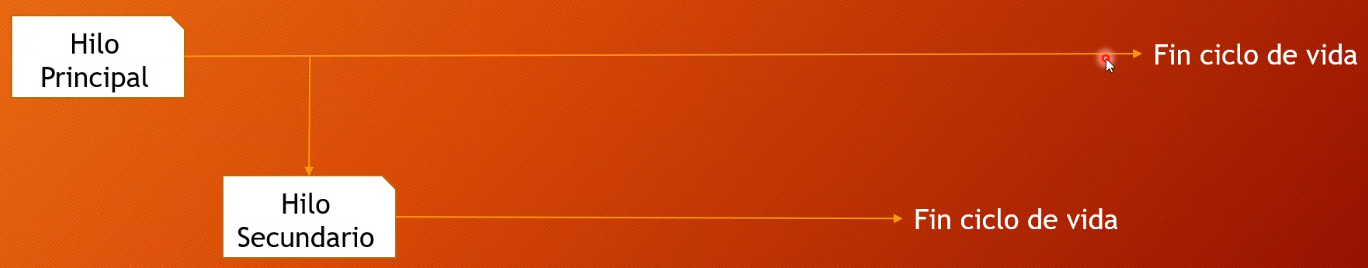 Hilo
Principal
Fin ciclo de vida
Hilo
Secundario
Fin ciclo de vida